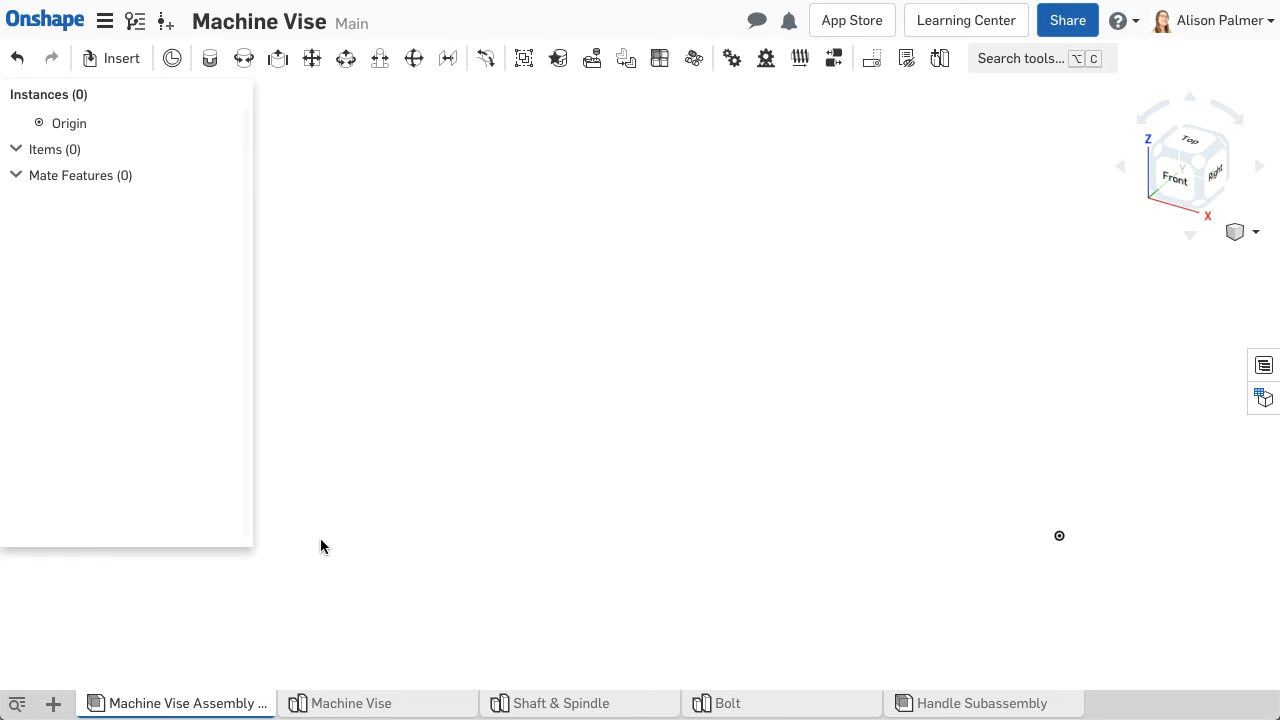 Onshape Machine Vise Main App Store Learning Center Share Alison Palmer
Insert Search tools... ⌥ C
Instances (0)
Origin
Items (0)
Mate Features (0)
Top
Front
Right
Z
Y
X
Machine Vise Assembly ... Machine Vise Shaft & Spindle Bolt Handle Subassembly